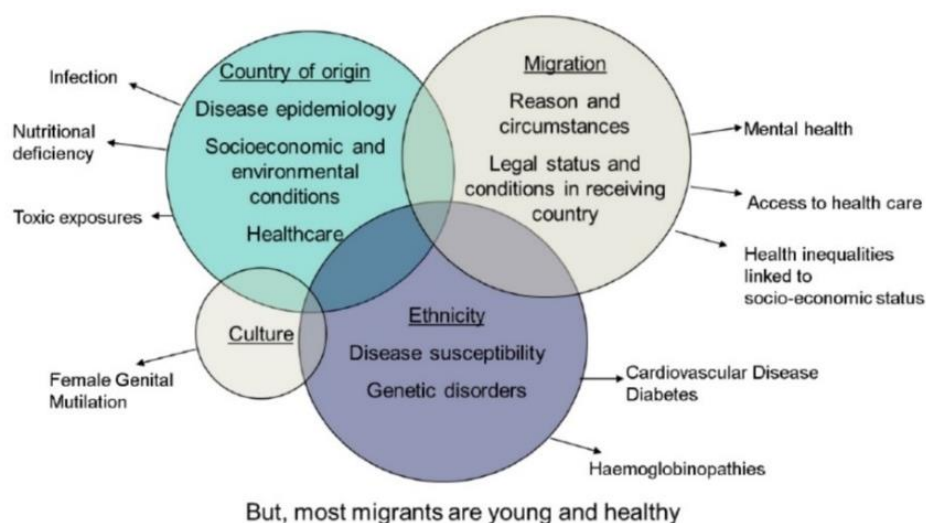 Country of origin
Disease epidemiology
Socioeconomic and
environmental
conditions
Healthcare
Migration
Reason and
circumstances
Legal status and
conditions in receiving
country
Culture
Ethnicity
Disease susceptibility
Genetic disorders
Infection
Nutritional
deficiency
Toxic exposures
Female Genital
Mutilation
Mental health
Access to health care
Health inequalities
linked to
socio-economic status
Cardiovascular Disease
Diabetes
Haemoglobinopathies
But, most migrants are young and healthy